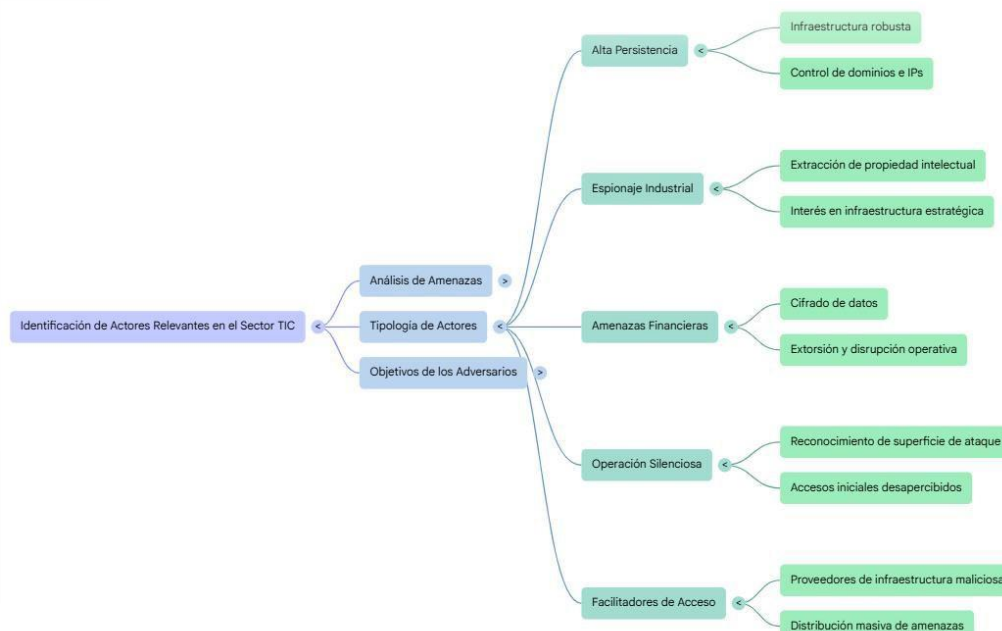 Identificación de Actores Relevantes en el Sector TIC
Análisis de Amenazas
Tipología de Actores
Objetivos de los Adversarios
Alta Persistencia
Infraestructura robusta
Control de dominios e IPs
Espionaje Industrial
Extracción de propiedad intelectual
Interés en infraestructura estratégica
Amenazas Financieras
Cifrado de datos
Extorsión y disrupción operativa
Operación Silenciosa
Reconocimiento de superficie de ataque
Accesos iniciales desapercibidos
Facilitadores de Acceso
Proveedores de infraestructura maliciosa
Distribución masiva de amenazas